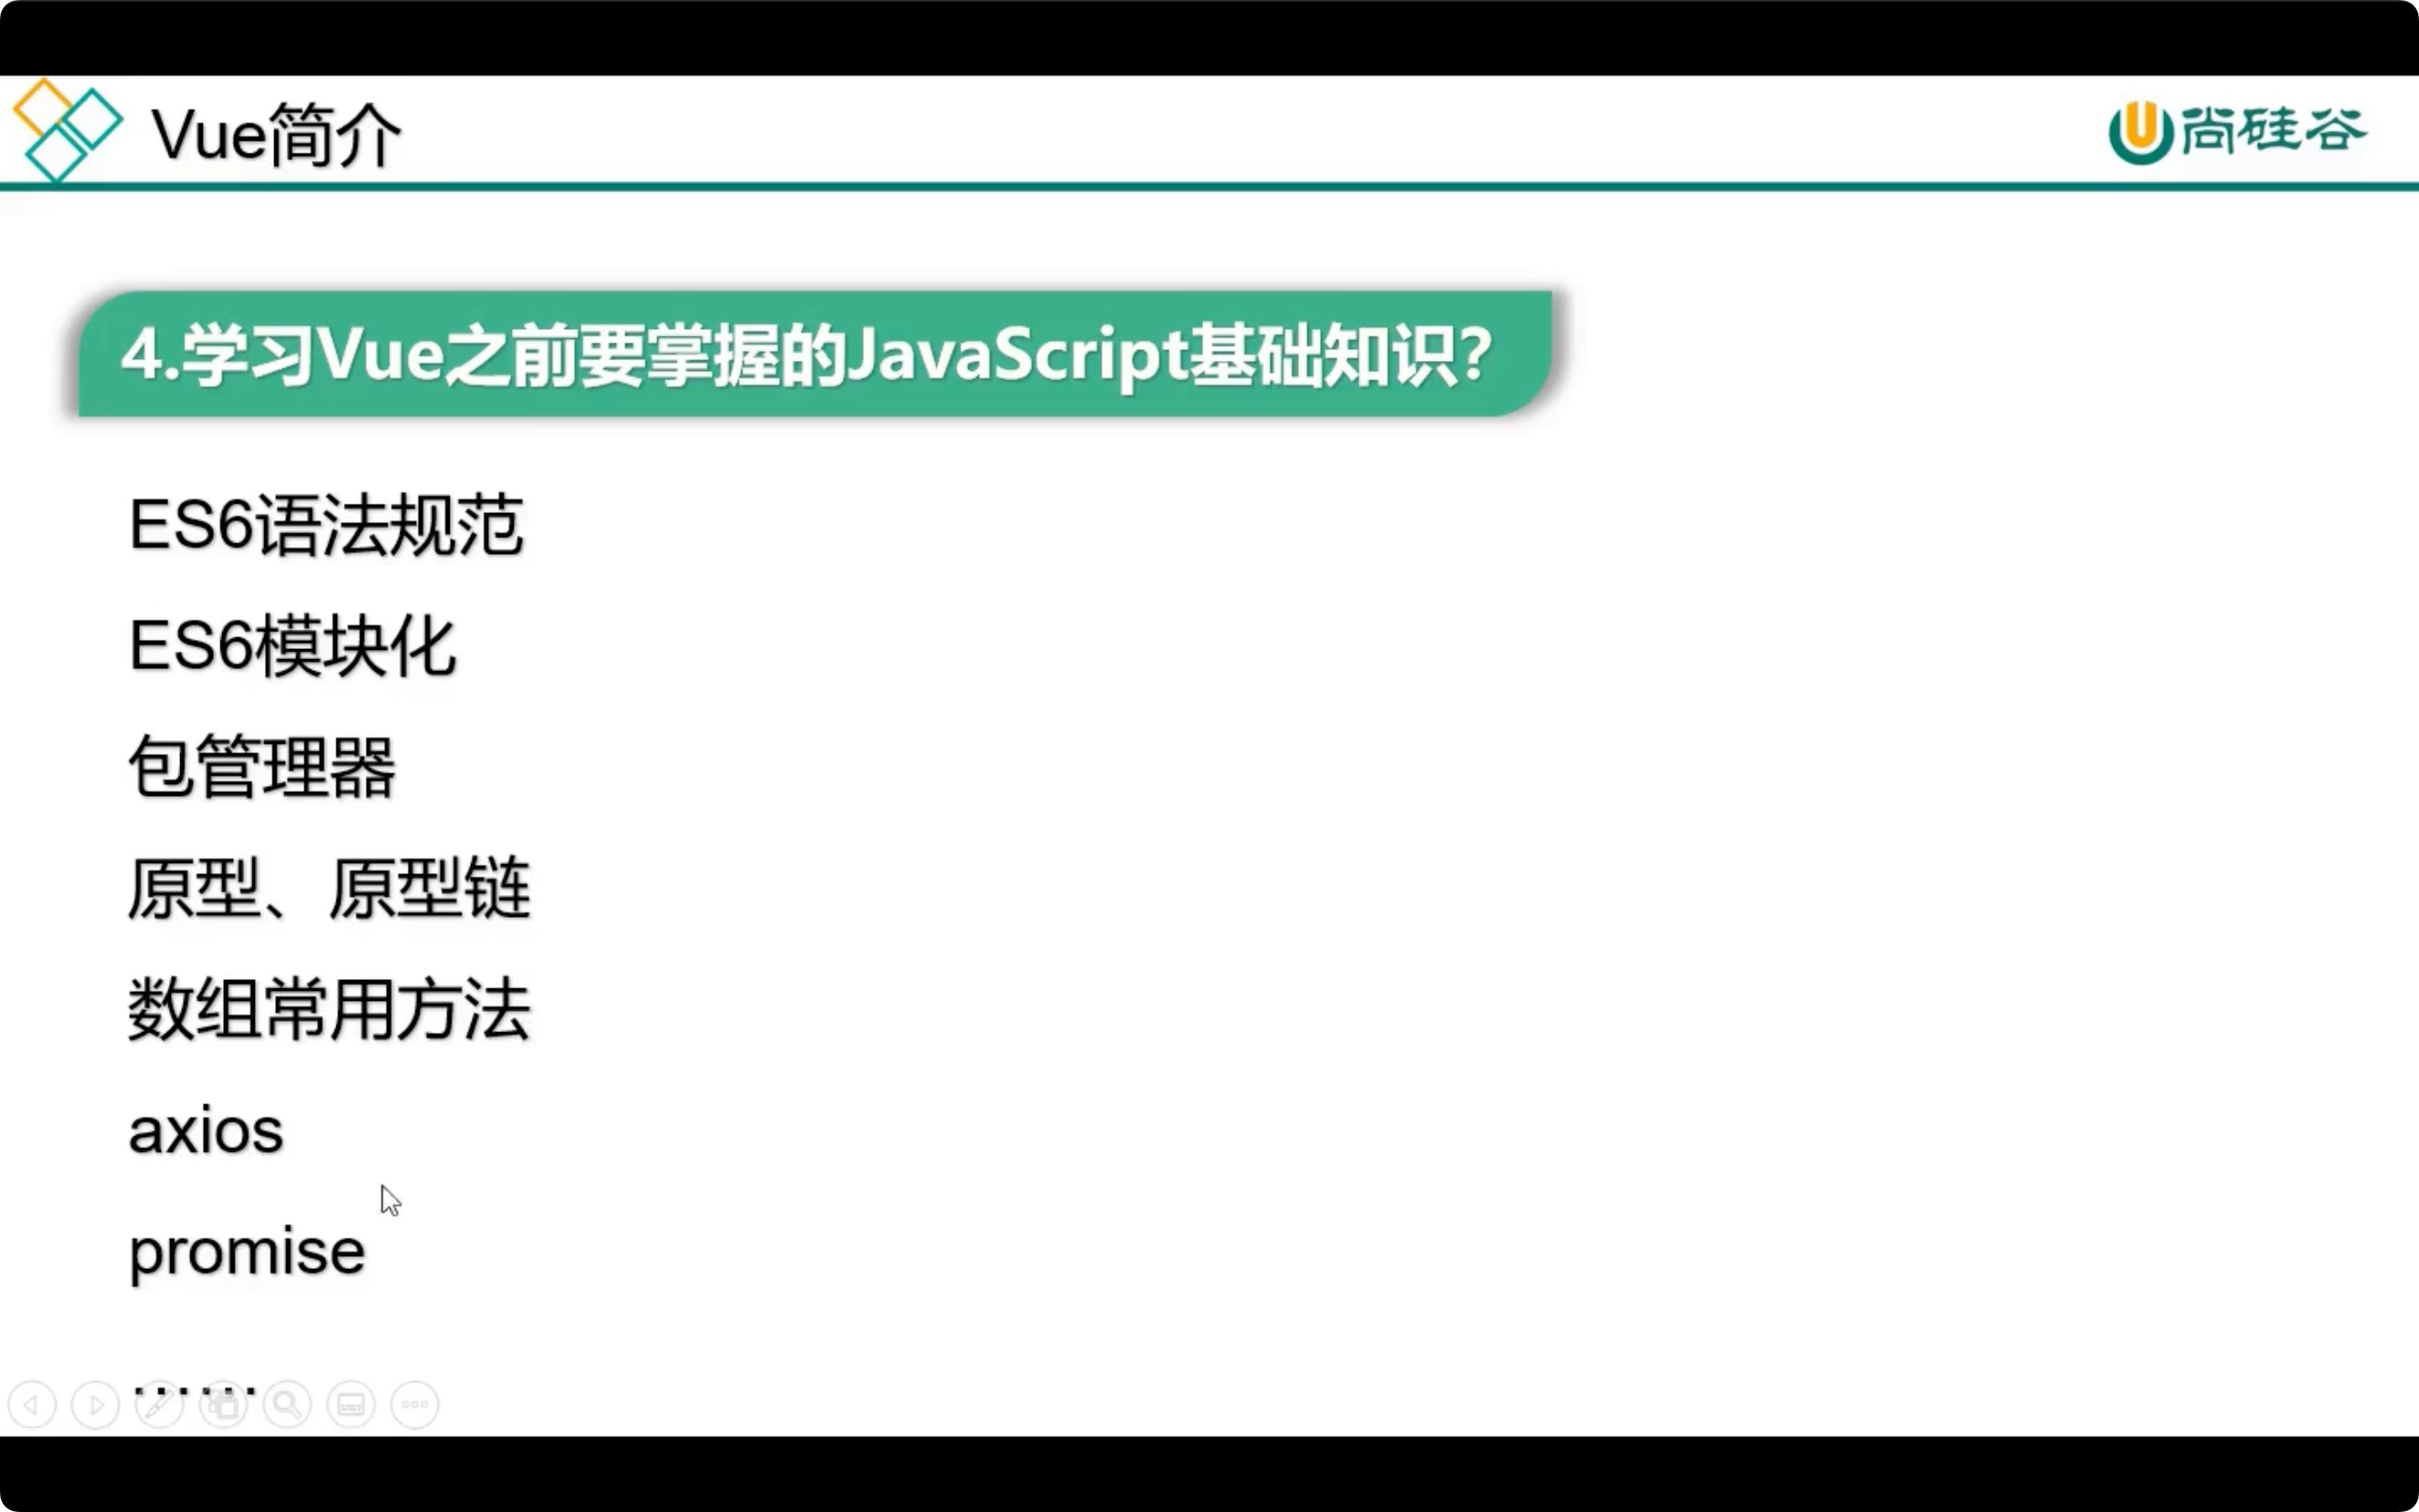 Vue简介
尚硅谷
4.学习Vue之前要掌握的JavaScript基础知识？
ES6语法规范
ES6模块化
包管理器
原型、原型链
数组常用方法
axios
promise
……